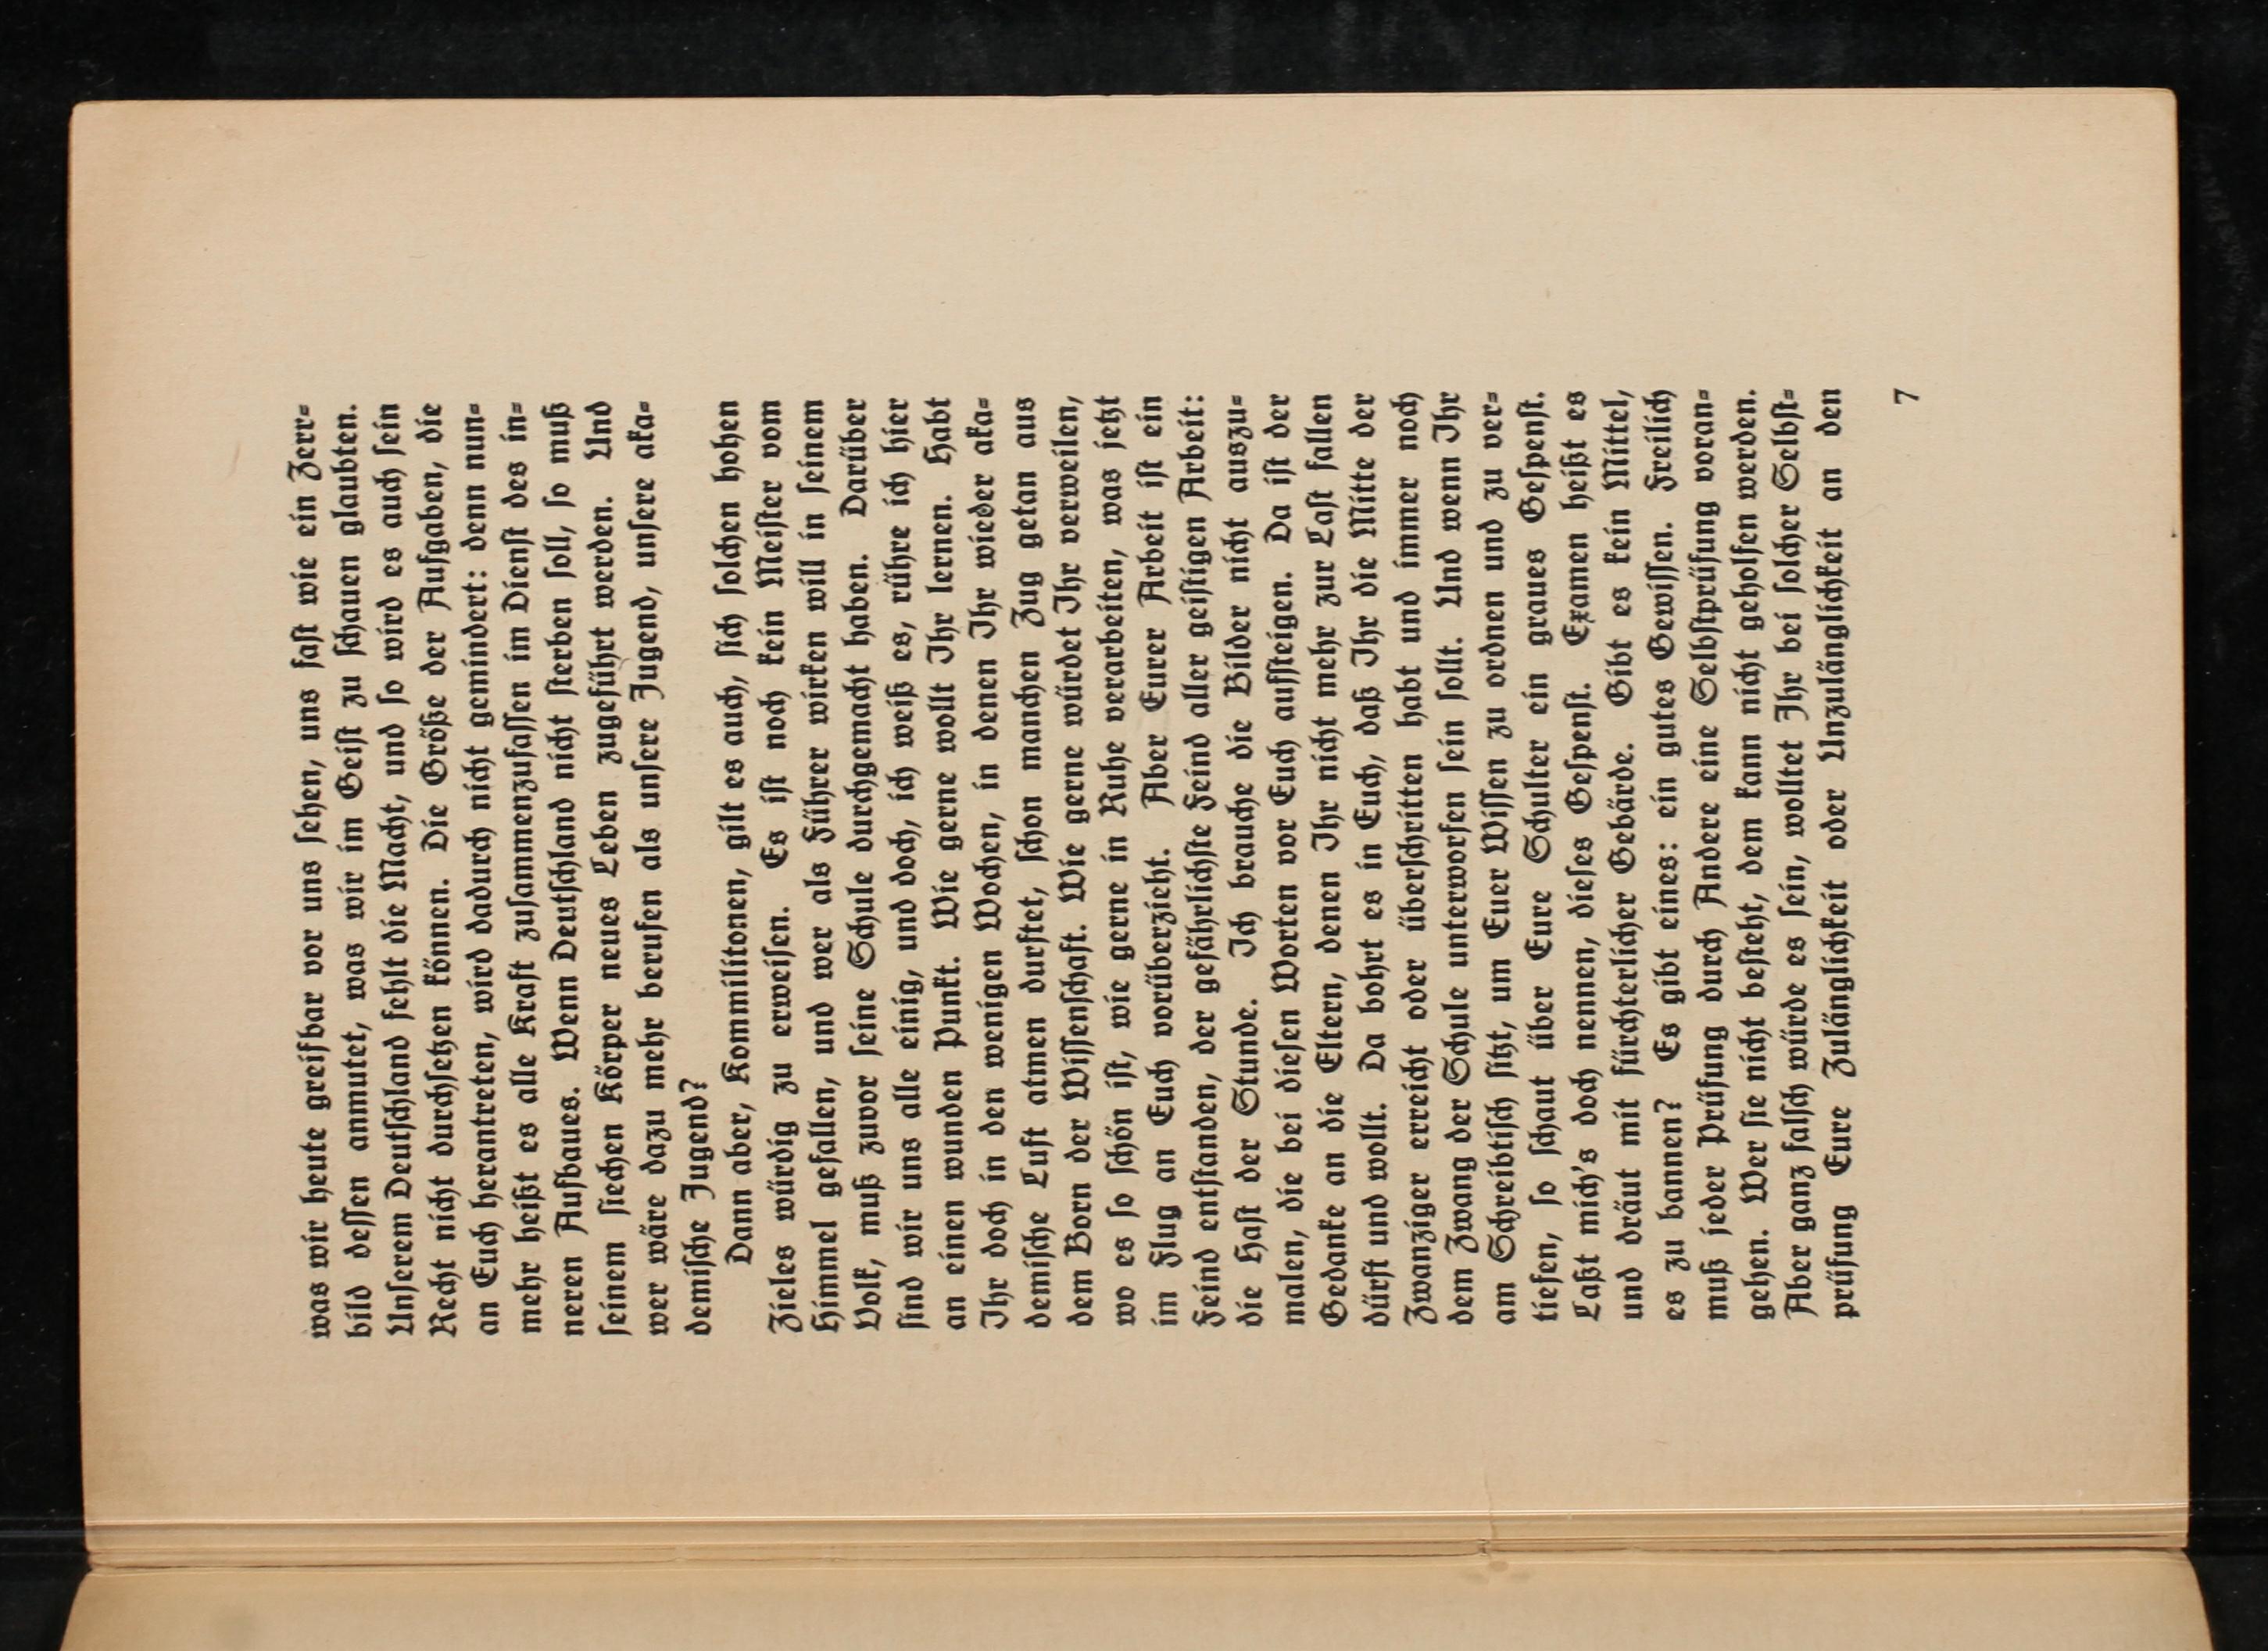 was wir heute greifbar vor uns sehen, uns fast wie ein Zerr-
bild dessen anmutet, was wir im Geist zu schauen glaubten.
Unserem Deutschland fehlt die Macht, und so wird es auch sein
Recht nicht durchsetzen können. Die Größe der Aufgaben, die
an Euch herantreten, wird dadurch nicht gemindert: denn nun-
mehr heißt es alle Kraft zusammenzufassen im Dienst des in-
neren Aufbaues. Wenn Deutschland nicht sterben soll, so muß
seinem siechen Körper neues Leben zugeführt werden. Und
wer wäre dazu mehr berufen als unsere Jugend, unsere aka-
demische Jugend?
Dann aber, Kommilitonen, gilt es auch, sich solchen hohen
Zieles würdig zu erweisen. Es ist noch kein Meister vom
Himmel gefallen, und wer als Führer wirken will in seinem
Volk, muß zuvor seine Schule durchgemacht haben. Darüber
sind wir uns alle einig, und doch, ich weiß es, rühre ich hier
an einen wunden Punkt. Wie gerne wollt Ihr lernen. Habt
Ihr doch in den wenigen Wochen, in denen Ihr wieder aka-
demische Luft atmen durftet, schon manchen Zug getan aus
dem Born der Wissenschaft. Wie gerne würdet Ihr verweilen,
wo es so schön ist, wie gerne in Ruhe verarbeiten, was jetzt
im Flug an Euch vorüberzieht. Aber Eurer Arbeit ist ein
Feind entstanden, der gefährlichste Feind aller geistigen Arbeit:
die Hast der Stunde. Ich brauche die Bilder nicht auszu-
malen, die bei diesen Worten vor Euch aufsteigen. Da ist der
Gedanke an die Eltern, denen Ihr nicht mehr zur Last fallen
dürft und wollt. Da bohrt es in Euch, daß Ihr die Mitte der
Zwanziger erreicht oder überschritten habt und immer noch
dem Zwang der Schule unterworfen sein sollt. Und wenn Ihr
am Schreibtisch sitzt, um Euer Wissen zu ordnen und zu ver-
tiefen, so schaut über Eure Schulter ein graues Gespenst.
Laßt mich's doch nennen, dieses Gespenst. Examen heißt es
und dräut mit fürchterlicher Gebärde. Gibt es kein Mittel,
es zu bannen? Es gibt eines: ein gutes Gewissen. Freilich
muß jeder Prüfung durch Andere eine Selbstprüfung voran-
gehen. Wer sie nicht besteht, dem kann nicht geholfen werden.
Aber ganz falsch würde es sein, wolltet Ihr bei solcher Selbst-
prüfung Eure Zulänglichkeit oder Unzulänglichkeit an den
7